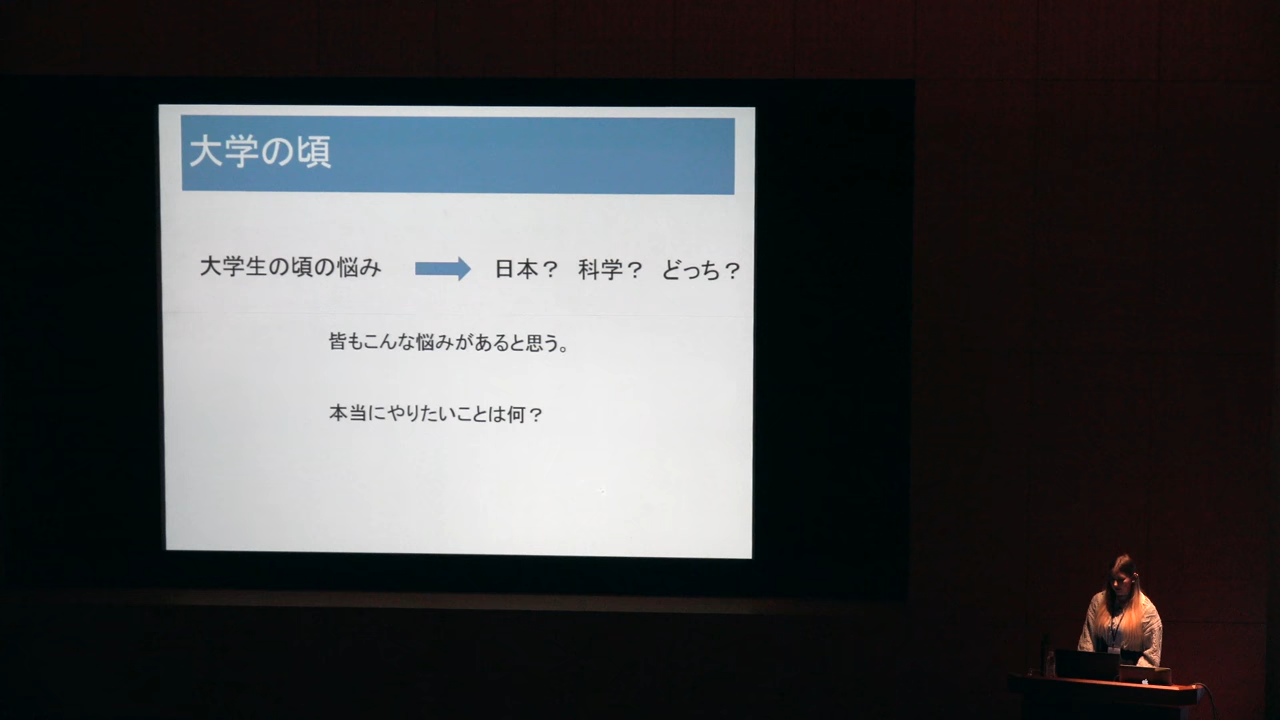 大学の頃
大学生の頃の悩み 日本？ 科学？ どっち？
皆もこんな悩みがあると思う。
本当にやりたいことは何？